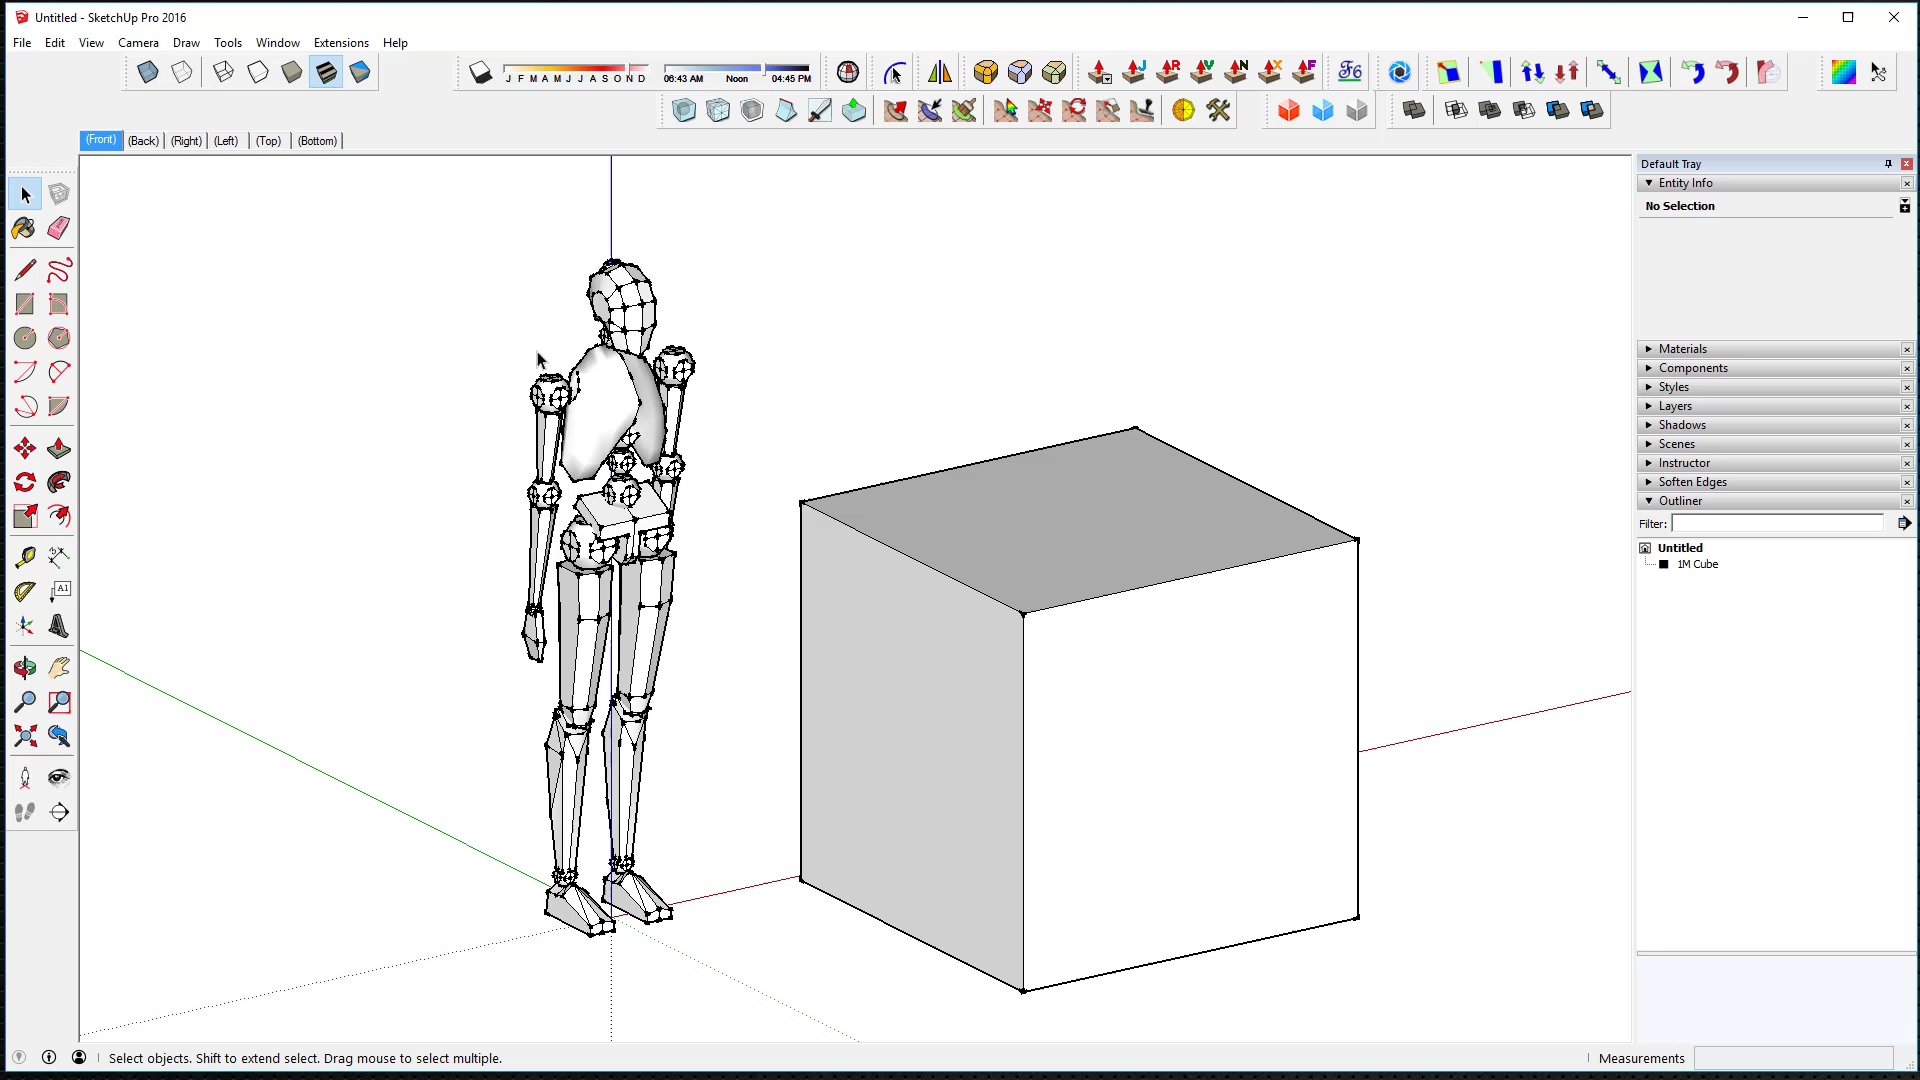 Untitled - SketchUp Pro 2016
File Edit View Camera Draw Tools Window Extensions Help
J F M A M J J A S O N D
06:43 AM Noon 04:45 PM
J R V N X F
F6
(Front) (Back) (Right) (Left) (Top) (Bottom)
Default Tray
Entity Info
No Selection
Materials
Components
Styles
Layers
Shadows
Scenes
Instructor
Soften Edges
Outliner
Filter:
Untitled
1M Cube
A1
Select objects. Shift to extend select. Drag mouse to select multiple.
Measurements